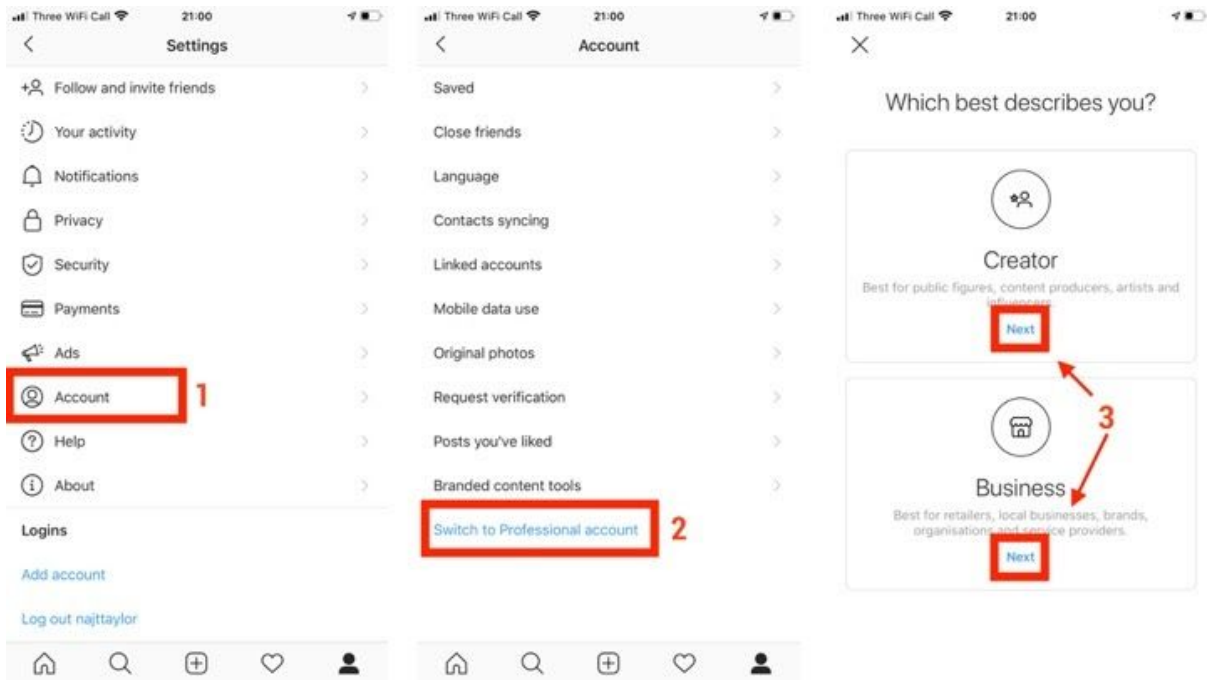 Three WiFi Call 21:00
Settings
Follow and invite friends
Your activity
Notifications
Privacy
Security
Payments
Ads
Account
1
Help
About
Logins
Add account
Log out najttaylor
Three WiFi Call 21:00
Account
Saved
Close friends
Language
Contacts syncing
Linked accounts
Mobile data use
Original photos
Request verification
Posts you've liked
Branded content tools
Switch to Professional account
2
Three WiFi Call 21:00
Which best describes you?
Creator
Best for public figures, content producers, artists and
influencers.
Next
3
Business
Best for retailers, local businesses, brands,
organisations and service providers.
Next